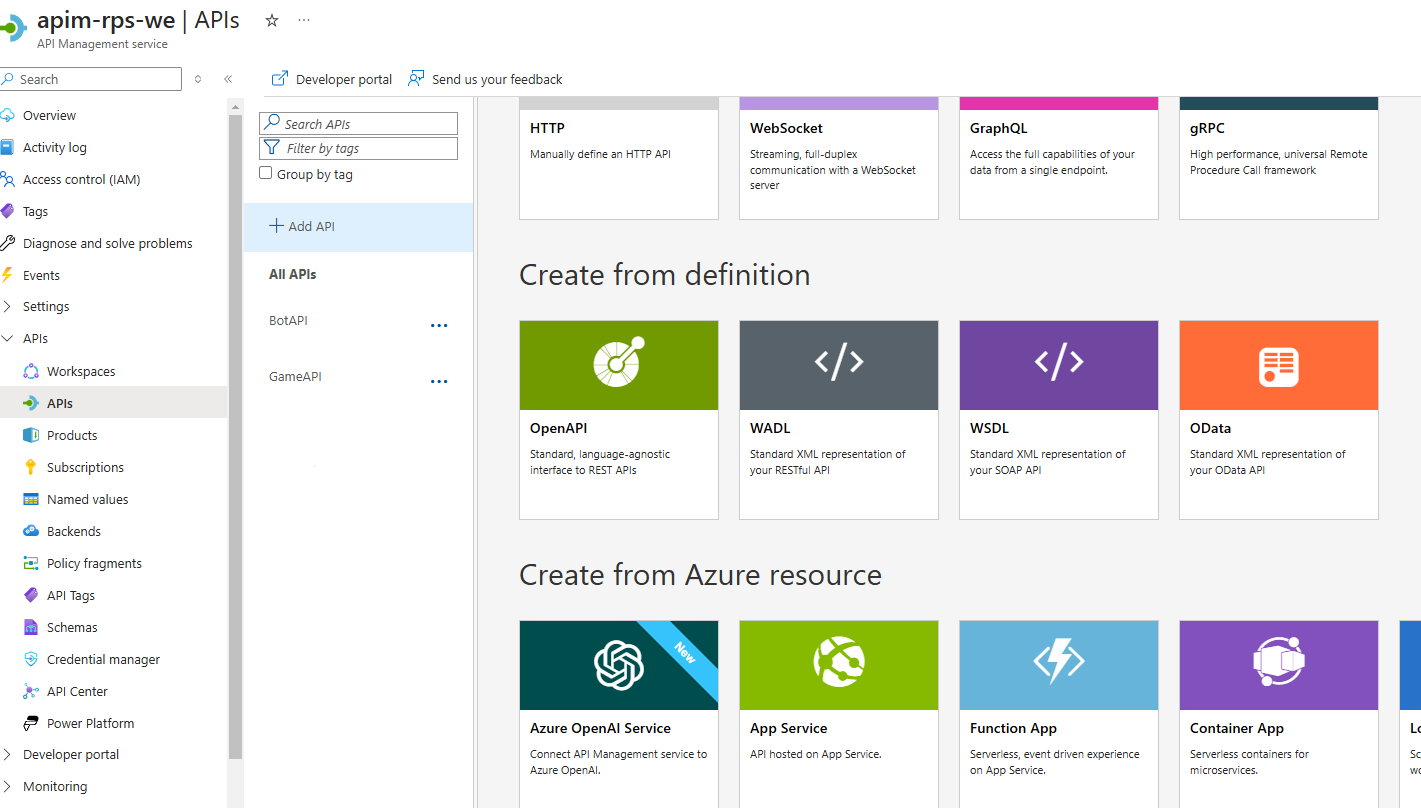 apim-rps-we | APIs
API Management service
Search
Overview
Activity log
Access control (IAM)
Tags
Diagnose and solve problems
Events
Settings
APIs
Workspaces
APIs
Products
Subscriptions
Named values
Backends
Policy fragments
API Tags
Schemas
Credential manager
API Center
Power Platform
Developer portal
Monitoring
Developer portal
Send us your feedback
Search APIs
Filter by tags
Group by tag
Add API
All APIs
BotAPI
GameAPI
HTTP
Manually define an HTTP API
WebSocket
Streaming, full-duplex
communication with a WebSocket
server
GraphQL
Access the full capabilities of your
data from a single endpoint.
gRPC
High performance, universal Remote
Procedure Call framework
Create from definition
OpenAPI
Standard, language-agnostic
interface to REST APIs
WADL
Standard XML representation of
your RESTful API
WSDL
Standard XML representation of
your SOAP API
OData
Standard XML representation of
your OData API
Create from Azure resource
New
Azure OpenAI Service
Connect API Management service to
Azure OpenAI.
App Service
API hosted on App Service.
Function App
Serverless, event driven experience
on App Service.
Container App
Serverless containers for
microservices.